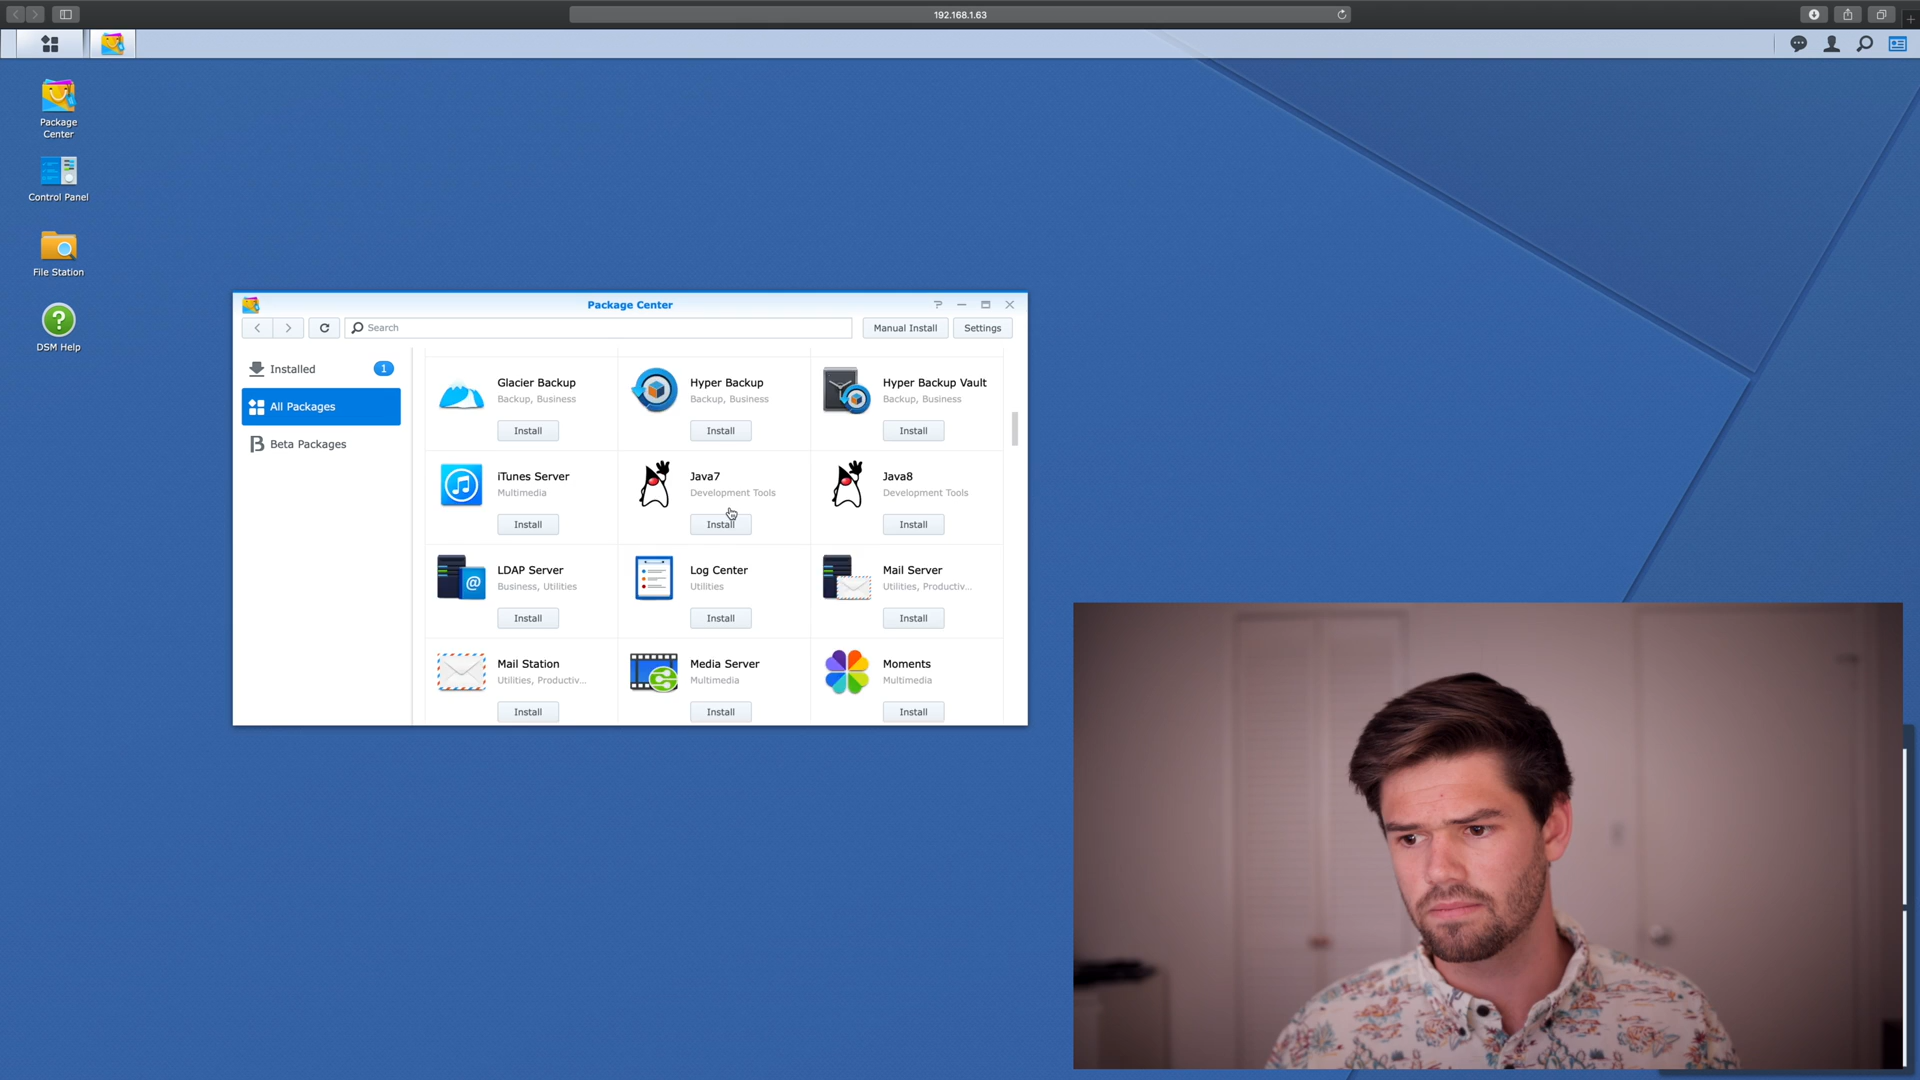 192.168.1.63
Package
Center
Control Panel
File Station
DSM Help
Package Center
Search
Manual Install
Settings
Installed
1
All Packages
Beta Packages
Glacier Backup
Backup, Business
Install
Hyper Backup
Backup, Business
Install
Hyper Backup Vault
Backup, Business
Install
iTunes Server
Multimedia
Install
Java7
Development Tools
Install
Java8
Development Tools
Install
LDAP Server
Business, Utilities
Install
Log Center
Utilities
Install
Mail Server
Utilities, Productiv...
Install
Mail Station
Utilities, Productiv...
Install
Media Server
Multimedia
Install
Moments
Multimedia
Install